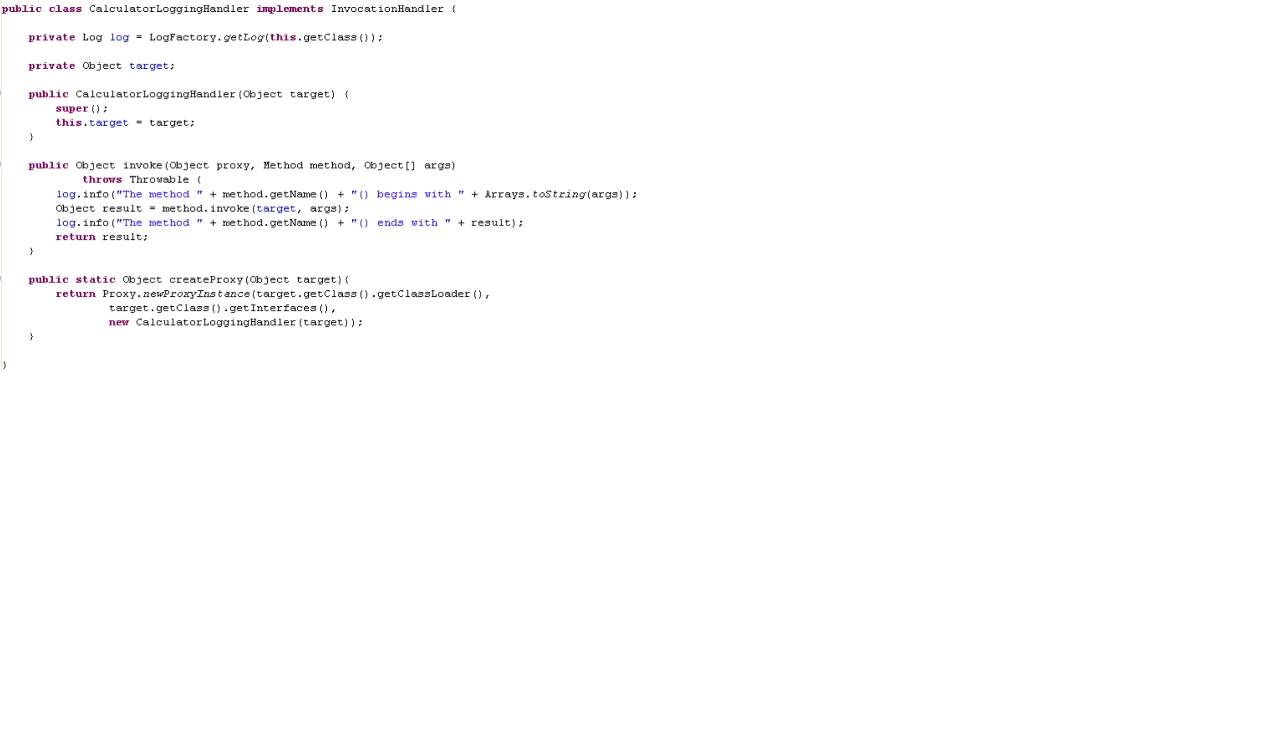 public class CalculatorLoggingHandler implements InvocationHandler {
private Log log = LogFactory.getLog(this.getClass());
private Object target;
public CalculatorLoggingHandler(Object target) {
super();
this.target = target;
}
public Object invoke(Object proxy, Method method, Object[] args)
throws Throwable {
log.info("The method " + method.getName() + "() begins with " + Arrays.toString(args));
Object result = method.invoke(target, args);
log.info("The method " + method.getName() + "() ends with " + result);
return result;
}
public static Object createProxy(Object target){
return Proxy.newProxyInstance(target.getClass().getClassLoader(),
target.getClass().getInterfaces(),
new CalculatorLoggingHandler(target));
}
}